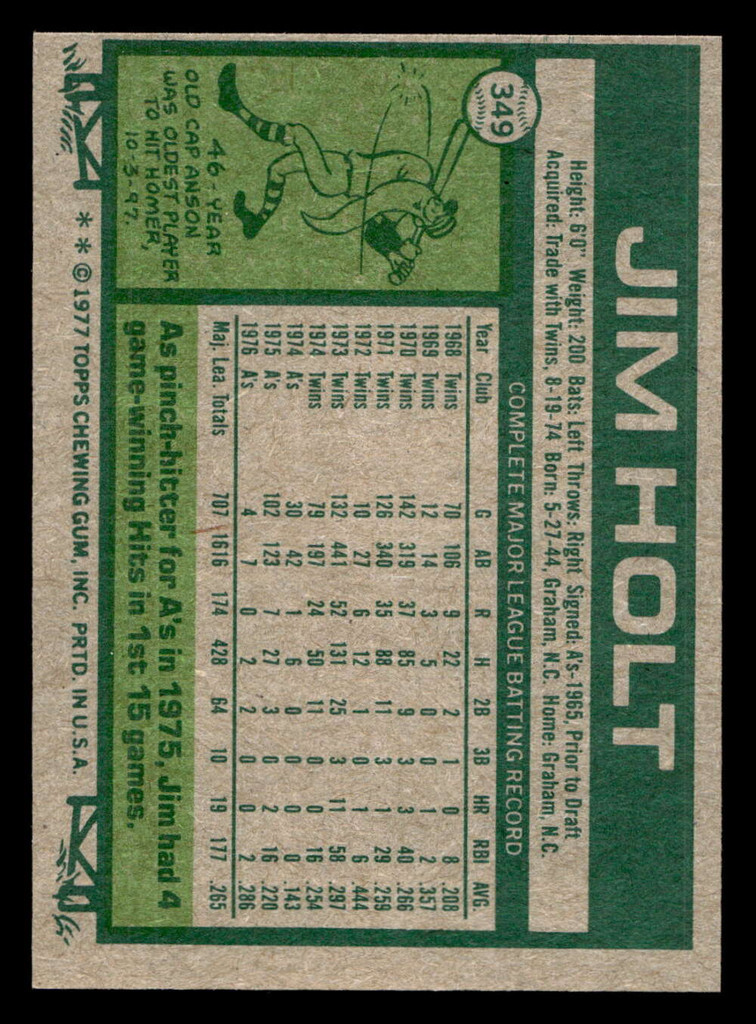 JIM HOLT
Height: 6'0" Weight: 200 Bats: Left Throws: Right Signed: A's-1965, Prior to Draft
Acquired: Trade with Twins, 8-19-74 Born: 5-27-44, Graham, N.C. Home: Graham, N.C.
349
46-YEAR
OLD CAP ANSON
WAS OLDEST PLAYER
TO HIT HOMER,
10-3-97.
COMPLETE MAJOR LEAGUE BATTING RECORD
Year Club G AB R H 2B 3B HR RBI AVG.
1968 Twins 70 106 9 22 2 1 0 8 .208
1969 Twins 12 14 3 5 0 0 1 2 .357
1970 Twins 142 319 37 85 9 3 3 40 .266
1971 Twins 126 340 35 88 11 3 1 29 .259
1972 Twins 10 27 6 12 1 0 1 6 .444
1973 Twins 132 441 52 131 25 3 11 58 .297
1974 Twins 79 197 24 50 11 0 0 16 .254
1974 A's 30 42 1 6 0 0 0 0 .143
1975 A's 102 123 7 27 3 0 2 16 .220
1976 A's 4 7 0 2 2 0 0 2 .286
Maj. Lea. Totals 707 1616 174 428 64 10 19 177 .265
As pinch-hitter for A's in 1975, Jim had 4
game-winning Hits in 1st 15 games.
* * ©1977 TOPPS CHEWING GUM, INC. PRTD. IN U.S.A.